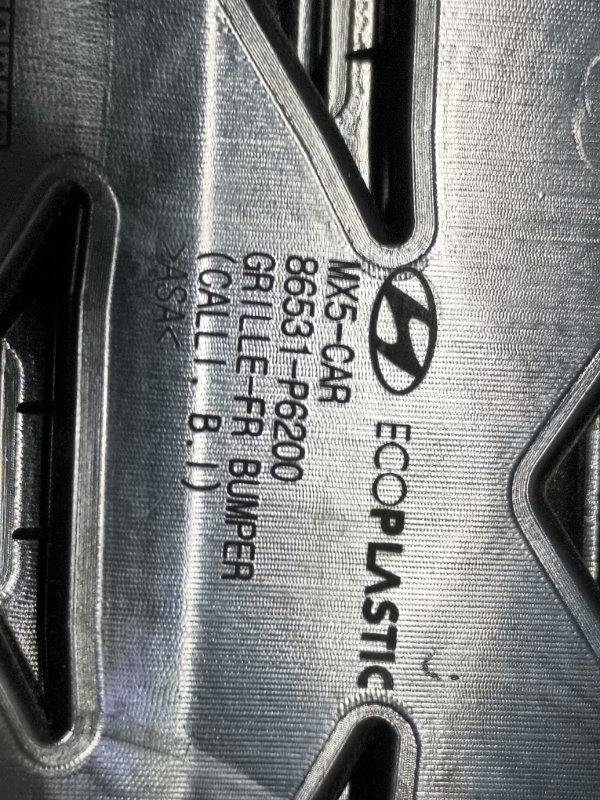 ECOPLASTIC
MX5-CAR
86531-P6200
GRILLE-FR BUMPER
(CALLI.B.I)
>ASA<